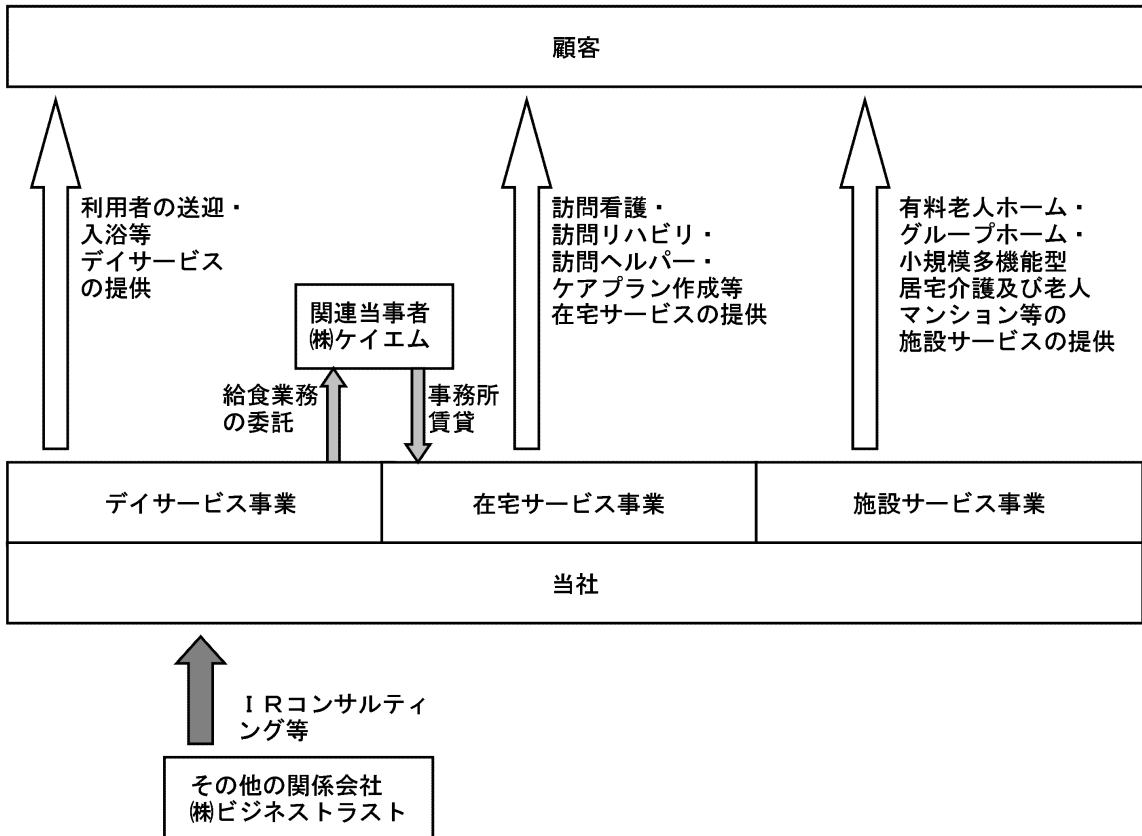 顧客
利用者の送迎・
入浴等
デイサービス
の提供
訪問看護・
訪問リハビリ・
訪問ヘルパー・
ケアプラン作成等
在宅サービスの提供
有料老人ホーム・
グループホーム・
小規模多機能型
居宅介護及び老人
マンション等の
施設サービスの提供
関連当事者
㈱ケイエム
給食業務
の委託
事務所
賃貸
デイサービス事業
在宅サービス事業
施設サービス事業
当社
ＩＲコンサルティ
ング等
その他の関係会社
㈱ビジネストラスト